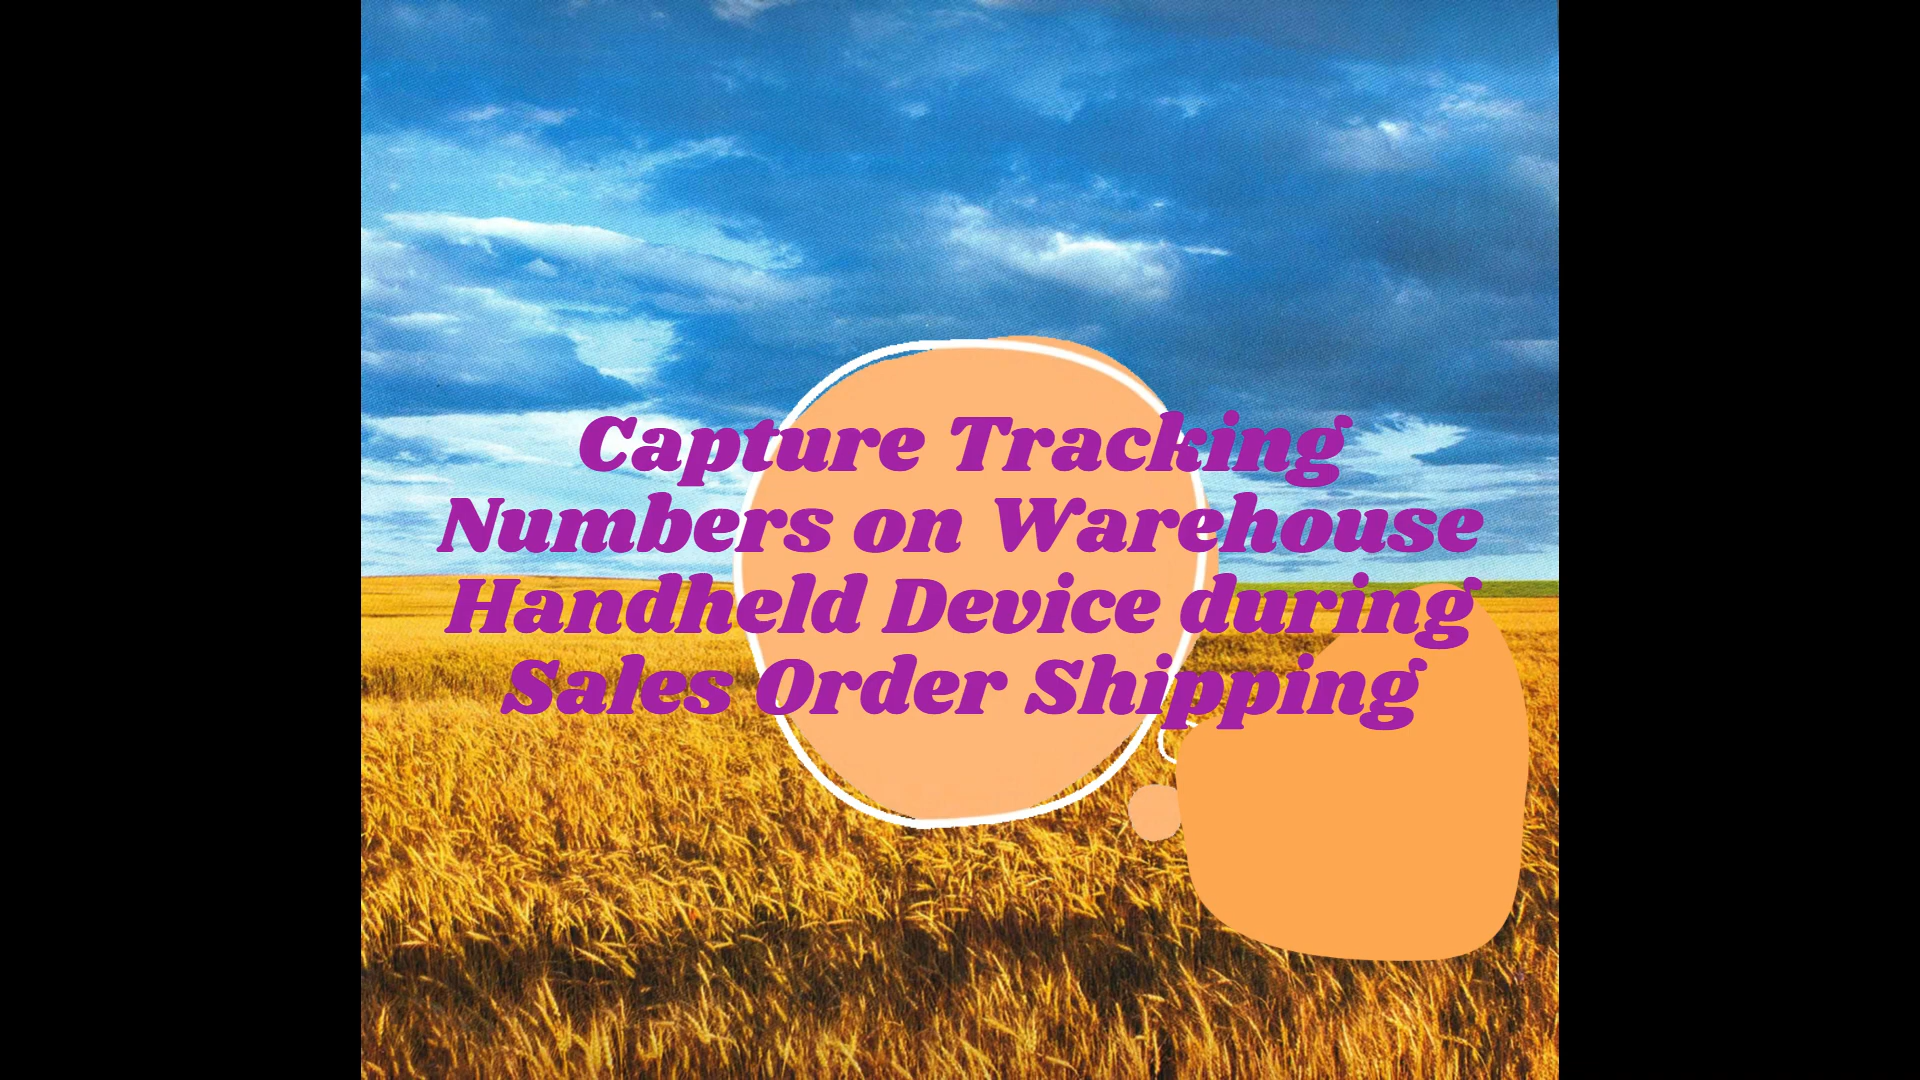 Capture Tracking
Numbers on Warehouse
Handheld Device during
Sales Order Shipping